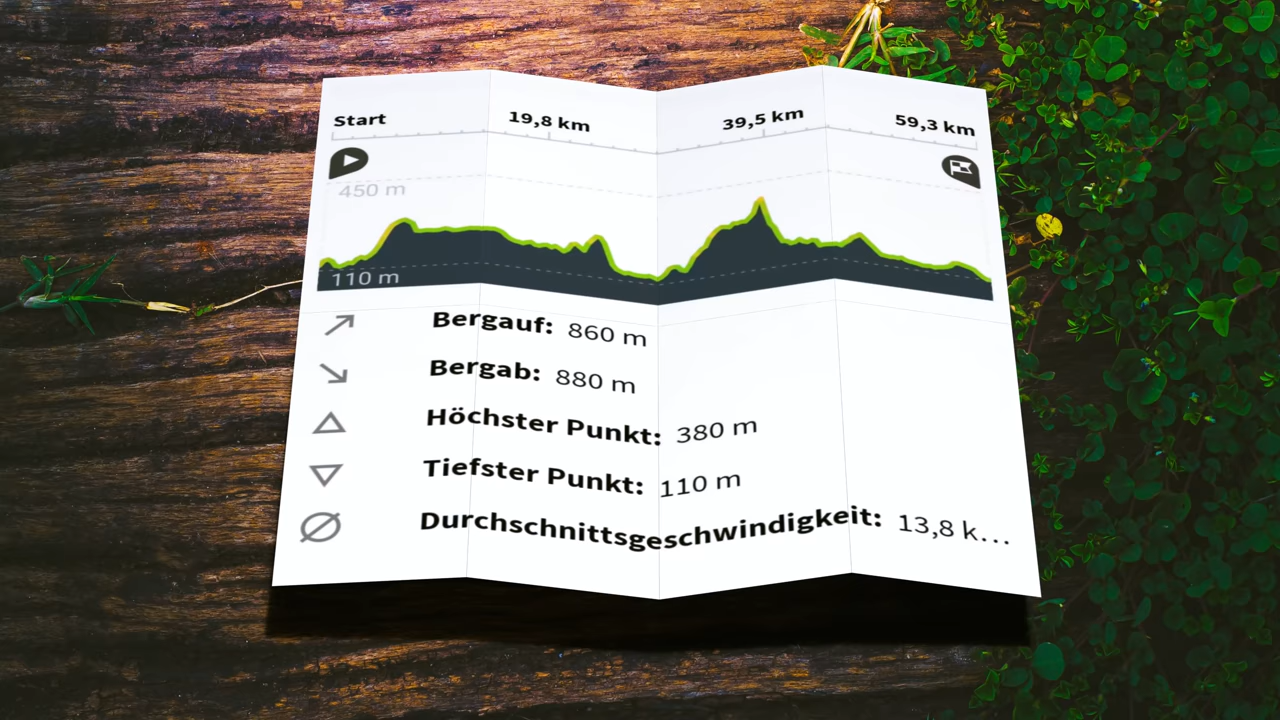 Start 19,8 km 39,5 km 59,3 km
450 m
110 m
Bergauf: 860 m
Bergab: 880 m
Höchster Punkt: 380 m
Tiefster Punkt: 110 m
Durchschnittsgeschwindigkeit: 13,8 k...